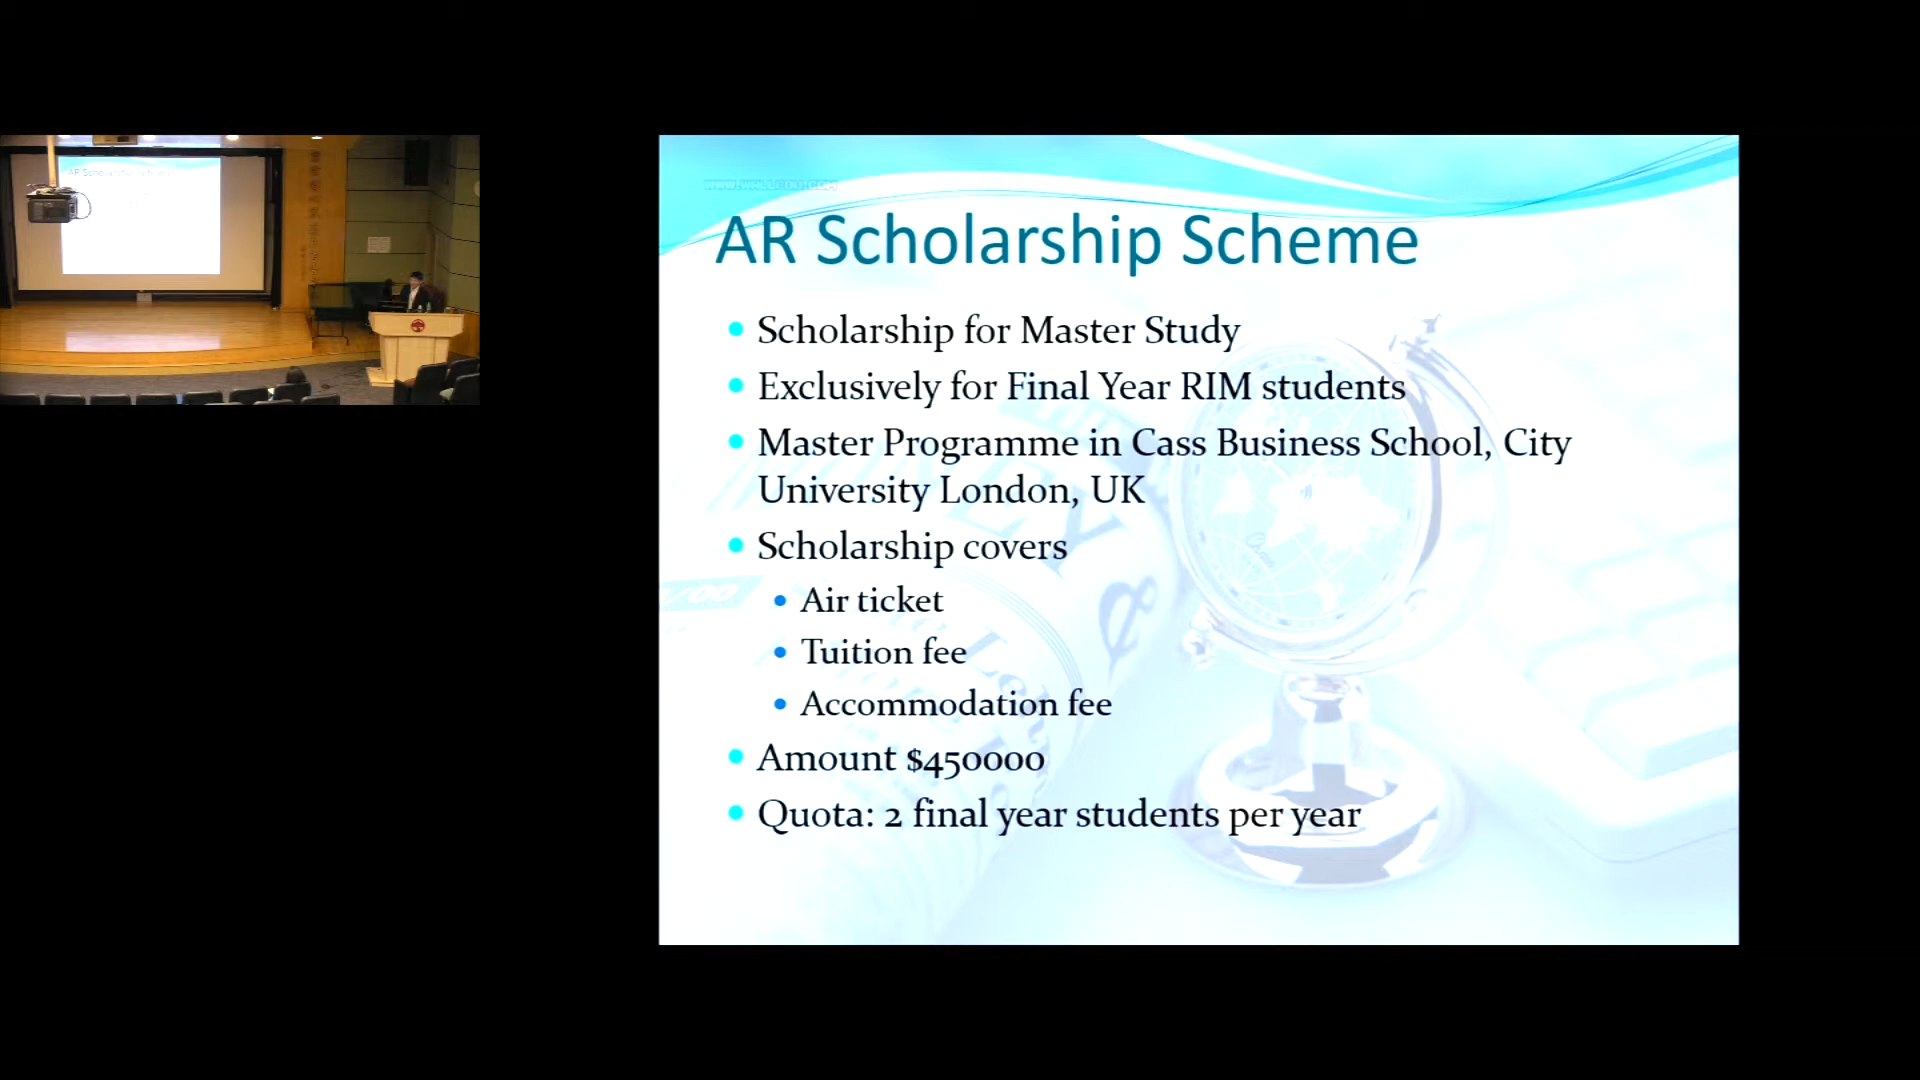 AR Scholarship Scheme
Scholarship for Master Study
Exclusively for Final Year RIM students
Master Programme in Cass Business School, City
University London, UK
Scholarship covers
Air ticket
Tuition fee
Accommodation fee
Amount $450000
Quota: 2 final year students per year